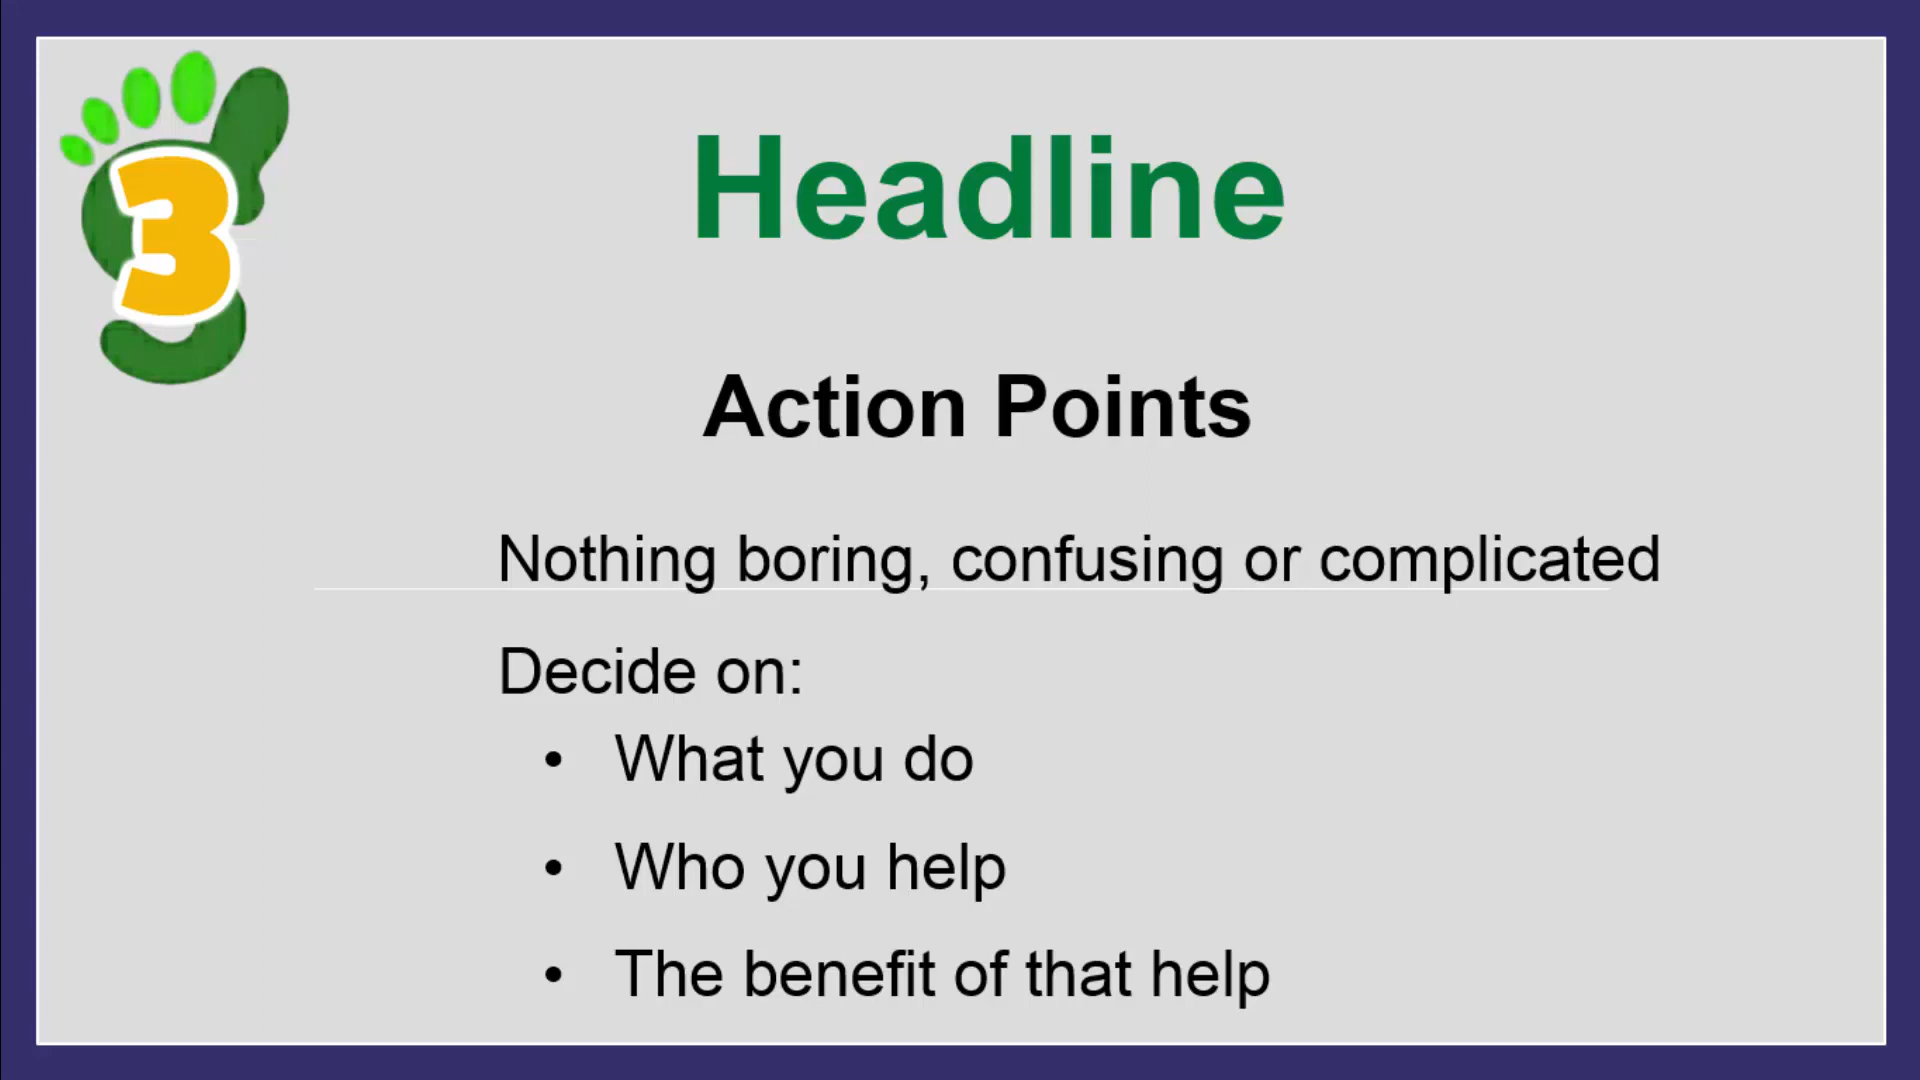 3
Headline
Action Points
Nothing boring, confusing or complicated
Decide on:
• What you do
• Who you help
• The benefit of that help